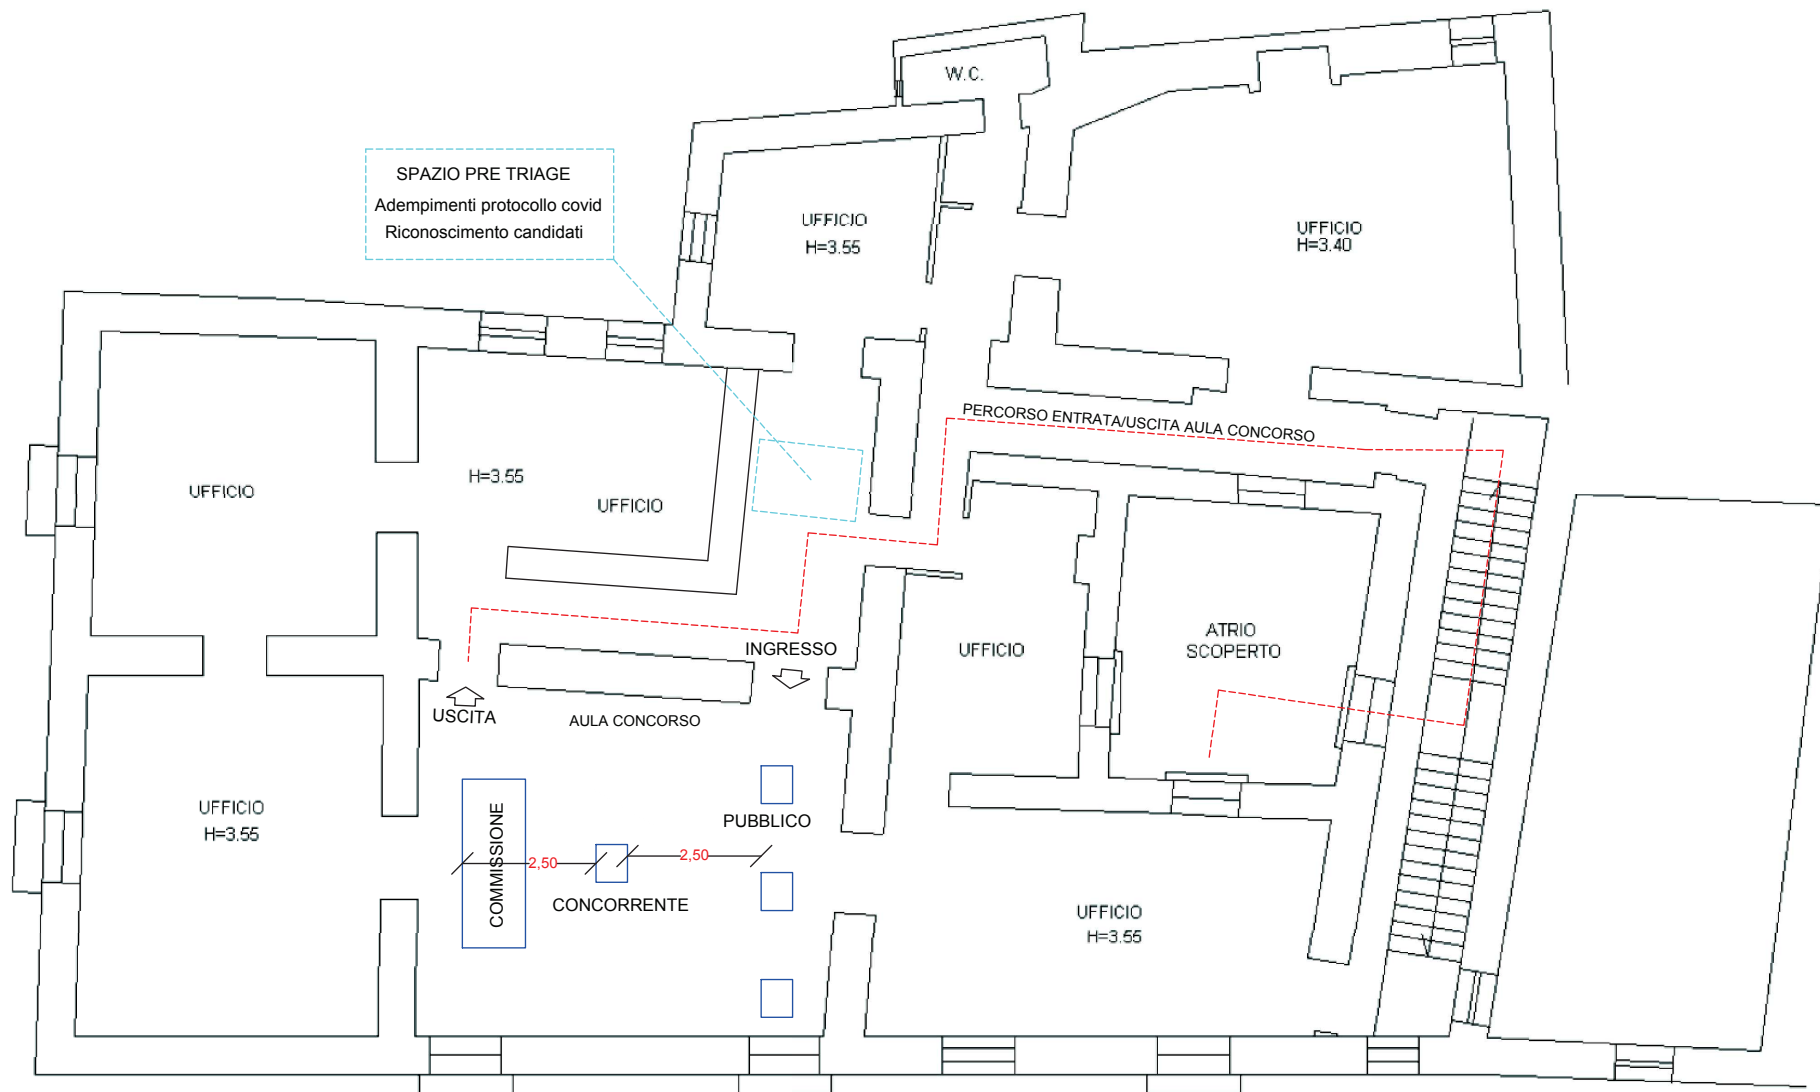 W.C.
SPAZIO PRE TRIAGE
Adempimenti protocollo covid
Riconoscimento candidati
UFFICIO
H=3.55
UFFICIO
H=3.40
PERCORSO ENTRATA/USCITA AULA CONCORSO
UFFICIO
H=3.55
UFFICIO
INGRESSO
UFFICIO
ATRIO
SCOPERTO
USCITA
AULA CONCORSO
UFFICIO
H=3.55
COMMISSIONE
PUBBLICO
2,50
2,50
CONCORRENTE
UFFICIO
H=3.55